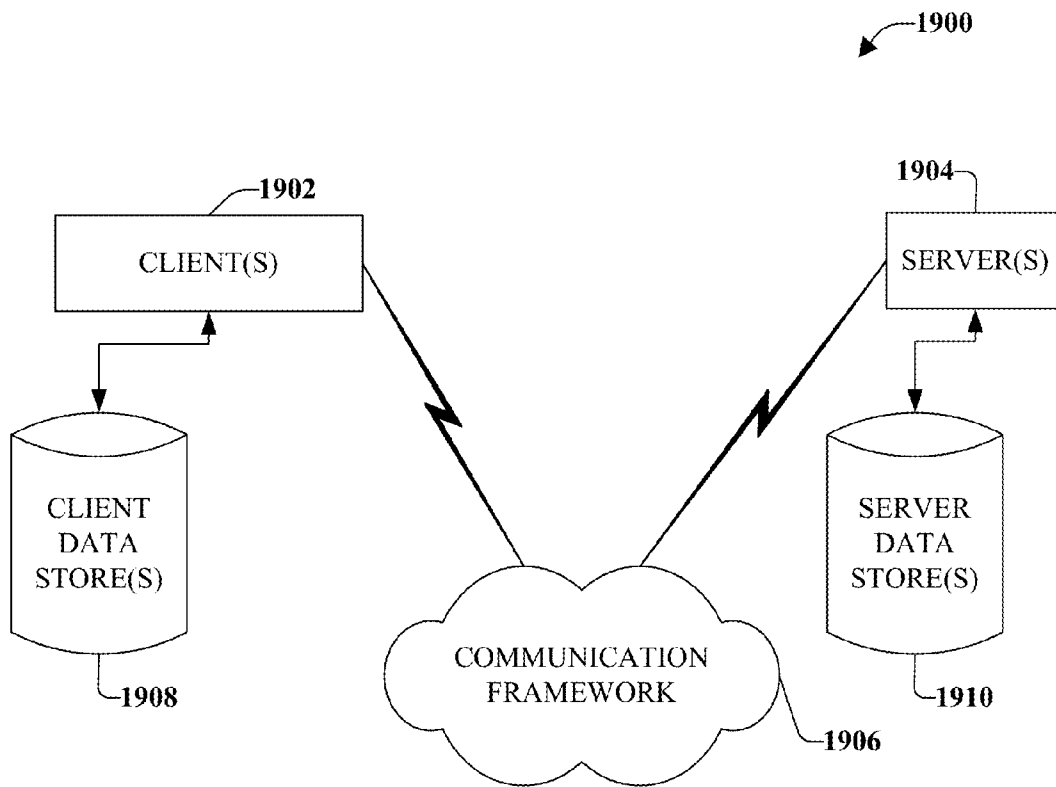 1900
1902
1904
CLIENT(S)
SERVER(S)
CLIENT
DATA
STORE(S)
SERVER
DATA
STORE(S)
COMMUNICATION
FRAMEWORK
1908
1910
1906